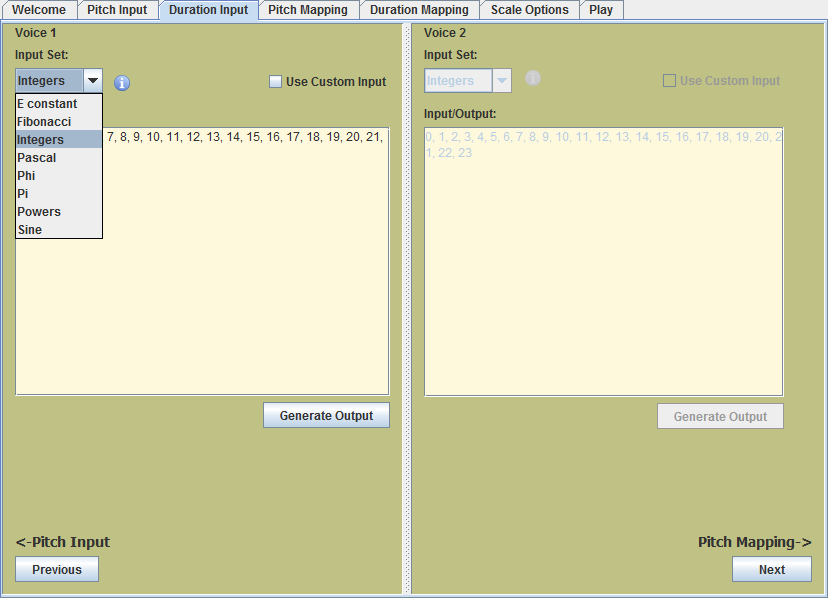 Welcome Pitch Input Duration Input Pitch Mapping Duration Mapping Scale Options Play
Voice 1
Input Set:
Integers
Use Custom Input
E constant
Fibonacci
Integers
Pascal
Phi
Pi
Powers
Sine
7, 8, 9, 10, 11, 12, 13, 14, 15, 16, 17, 18, 19, 20, 21,
Generate Output
<-Pitch Input
Previous
Voice 2
Input Set:
Integers
Use Custom Input
Input/Output:
0, 1, 2, 3, 4, 5, 6, 7, 8, 9, 10, 11, 12, 13, 14, 15, 16, 17, 18, 19, 20, 2
1, 22, 23
Generate Output
Pitch Mapping->
Next